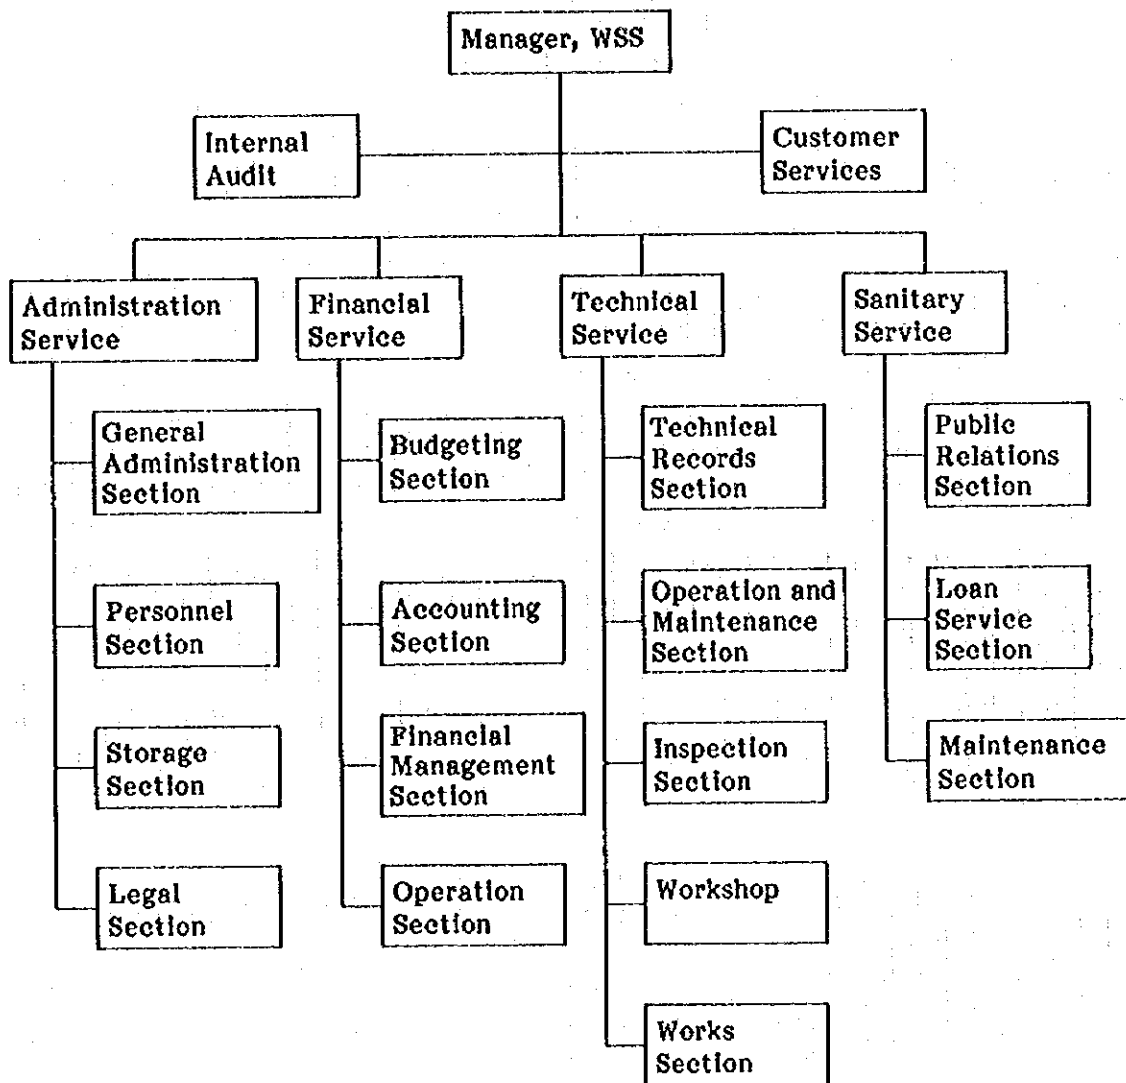 Manager, WSS
Internal
Audit
Customer
Services
Administration
Service
Financial
Service
Technical
Service
Sanitary
Service
General
Administration
Section
Personnel
Section
Storage
Section
Legal
Section
Budgeting
Section
Accounting
Section
Financial
Management
Section
Operation
Section
Technical
Records
Section
Operation and
Maintenance
Section
Inspection
Section
Workshop
Works
Section
Public
Relations
Section
Loan
Service
Section
Maintenance
Section